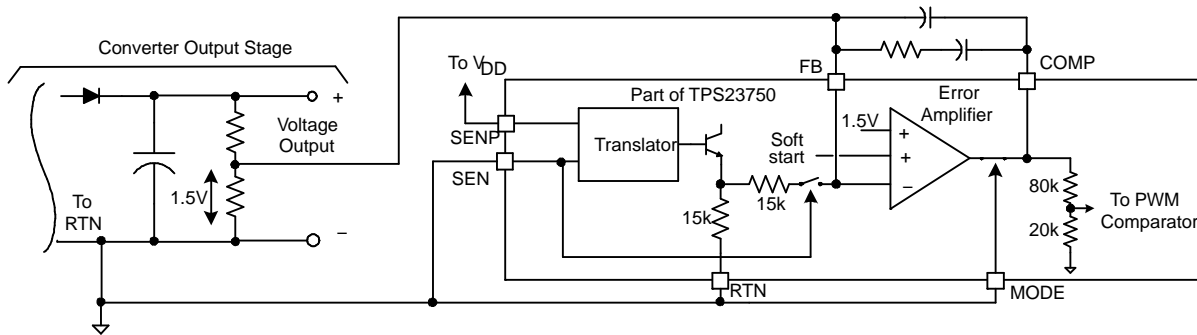 Converter Output Stage
To V DD
FB
COMP
+
Voltage
Output
1.5V
To
RTN
−
SENP
SEN
Part of TPS23750
Translator
Soft
start
1.5V
Error
Amplifier
+
+
−
15k
15k
80k
20k
To PWM
Comparator
RTN
MODE